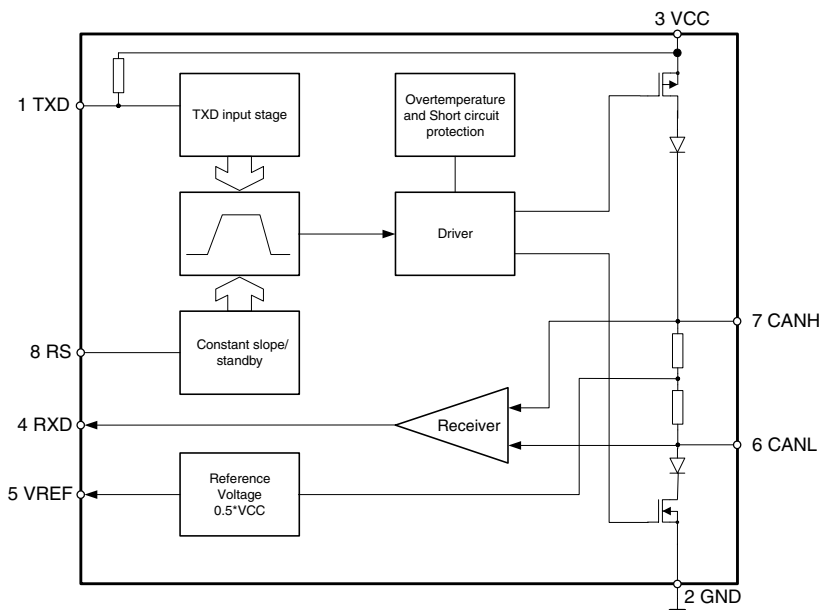 3 VCC
1 TXD
TXD input stage
Overtemperature
and Short circuit
protection
Driver
7 CANH
8 RS
Constant slope/
standby
4 RXD
Receiver
6 CANL
5 VREF
Reference
Voltage
0.5*VCC
2 GND